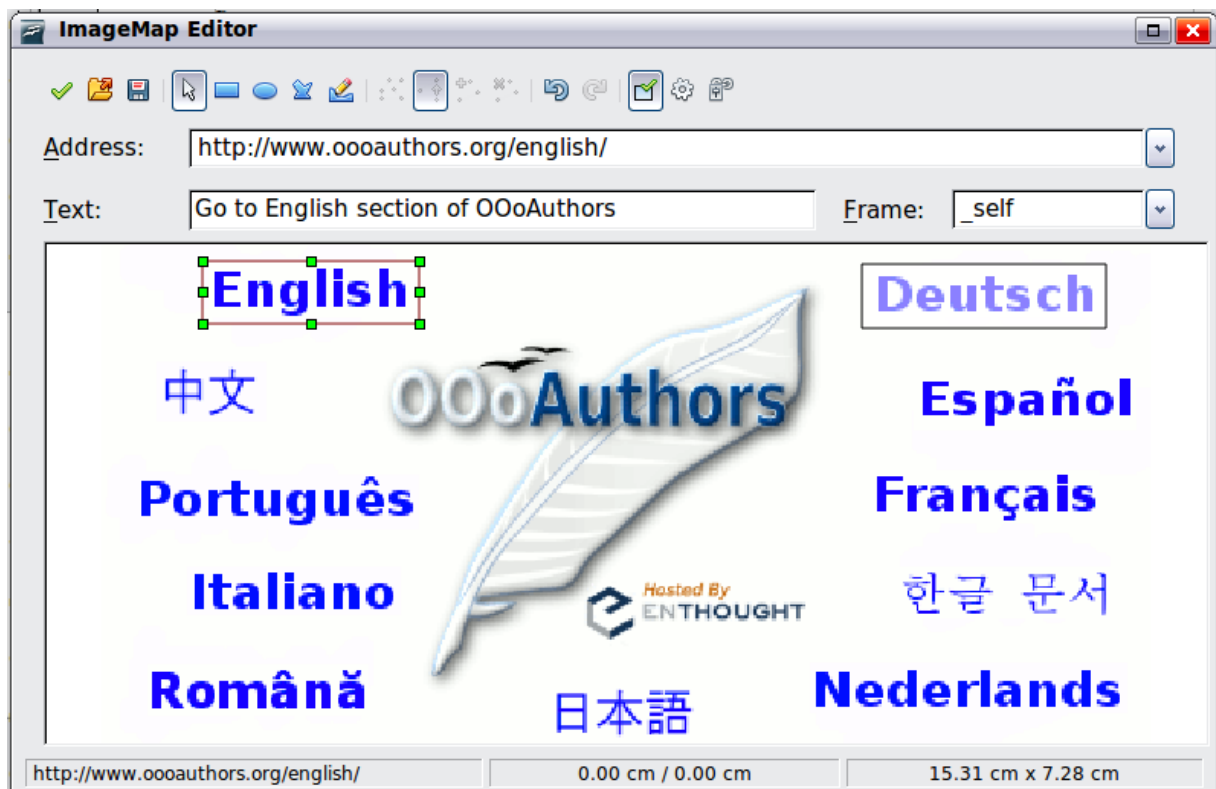 ImageMap Editor
Address: http://www.oooauthors.org/english/
Text: Go to English section of OOoAuthors Frame: _self
English Deutsch
中文 OOoAuthors Español
Português Français
Italiano Hosted By ENTHOUGHT 한글 문서
Română 日本語 Nederlands
http://www.oooauthors.org/english/ 0.00 cm / 0.00 cm 15.31 cm x 7.28 cm